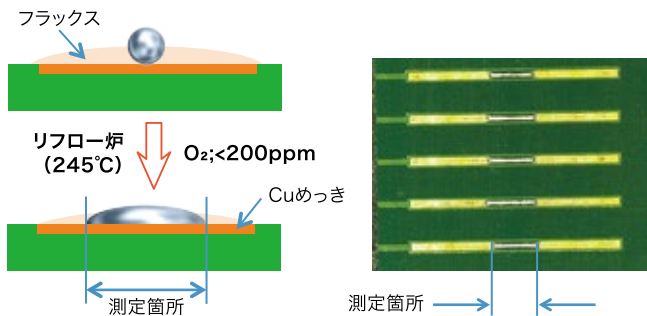 フラックス
リフロー炉
（245℃）
O₂;<200ppm
Cuめっき
測定箇所
測定箇所